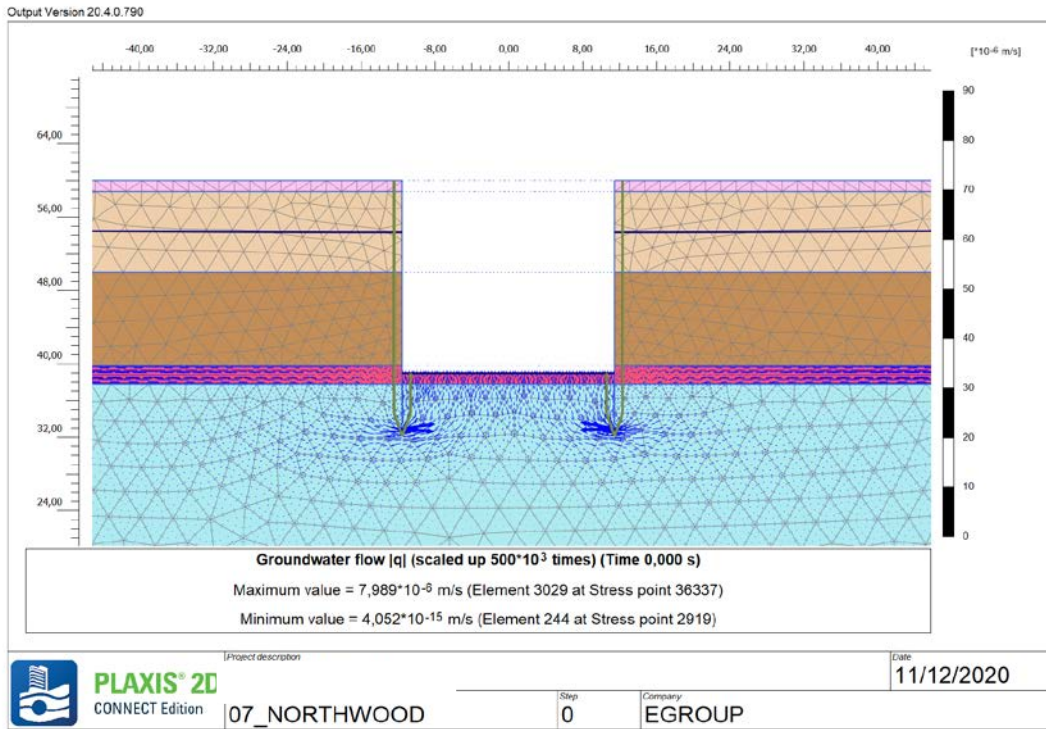 Output Version 20.4.0.790
-40,00 -32,00 -24,00 -16,00 -8,00 0,00 8,00 16,00 24,00 32,00 40,00
[*10-6 m/s]
64,00
56,00
48,00
40,00
32,00
24,00
90
80
70
60
50
40
30
20
10
0
Groundwater flow |q| (scaled up 500*10³ times) (Time 0,000 s)
Maximum value = 7,989*10-6 m/s (Element 3029 at Stress point 36337)
Minimum value = 4,052*10-15 m/s (Element 244 at Stress point 2919)
PLAXIS® 2D
CONNECT Edition
Project description
07_NORTHWOOD
Step
0
Date
11/12/2020
Company
EGROUP